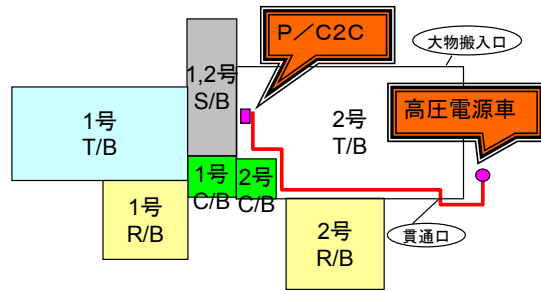 P／C2C
大物搬入口
1,2号
S/B
高圧電源車
1号
T/B
2号
T/B
1号
C/B
2号
C/B
1号
R/B
貫通口
2号
R/B